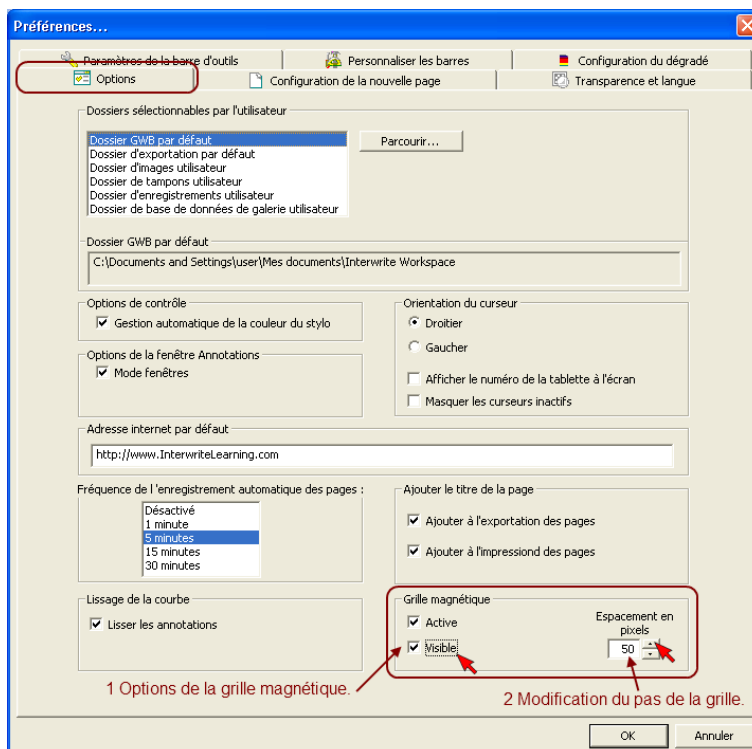 Préférences...
Paramètres de la barre d'outils
Personnaliser les barres
Configuration du dégradé
Options
Configuration de la nouvelle page
Transparence et langue
Dossiers sélectionnables par l'utilisateur
Dossier GWB par défaut
Dossier d'exportation par défaut
Dossier d'images utilisateur
Dossier de tampons utilisateur
Dossier d'enregistrements utilisateur
Dossier de base de données de galerie utilisateur
Parcourir...
Dossier GWB par défaut
C:\Documents and Settings\user\Mes documents\Interwrite Workspace
Options de contrôle
Gestion automatique de la couleur du stylo
Options de la fenêtre Annotations
Mode fenêtres
Orientation du curseur
Droitier
Gaucher
Afficher le numéro de la tablette à l'écran
Masquer les curseurs inactifs
Adresse internet par défaut
http://www.InterwriteLearning.com
Fréquence de l 'enregistrement automatique des pages :
Désactivé
1 minute
5 minutes
15 minutes
30 minutes
Ajouter le titre de la page
Ajouter à l'exportation des pages
Ajouter à l'impressiond des pages
Lissage de la courbe
Lisser les annotations
Grille magnétique
Active
Visible
Espacement en
pixels
50
1 Options de la grille magnétique.
2 Modification du pas de la grille.
OK
Annuler